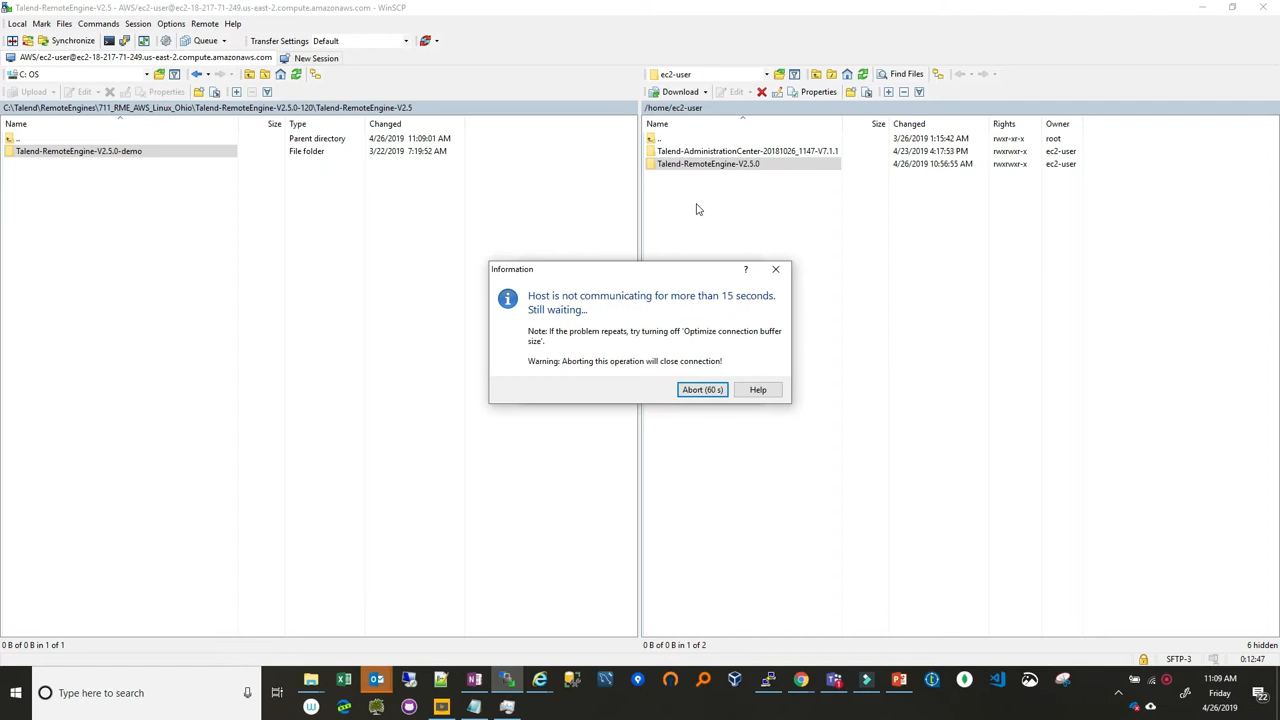 Talend-RemoteEngine-V2.5 - AWS/ec2-user@ec2-18-217-71-249.us-east-2.compute.amazonaws.com - WinSCP
Local Mark Files Commands Session Options Remote Help
Synchronize Queue Transfer Settings Default
AWS/ec2-user@ec2-18-217-71-249.us-east-2.compute.amazonaws.com New Session
C: OS
ec2-user Find Files
Upload Edit Properties
Download Edit Properties
C:\Talend\RemoteEngines\711_RME_AWS_Linux_Ohio\Talend-RemoteEngine-V2.5.0-120\Talend-RemoteEngine-V2.5
/home/ec2-user
Name Size Type Changed
.. Parent directory 4/26/2019 11:09:01 AM
Talend-RemoteEngine-V2.5.0-demo File folder 3/22/2019 7:19:52 AM
Name Size Changed Rights Owner
.. 3/26/2019 1:15:42 AM rwxr-xr-x root
Talend-AdministrationCenter-20181026_1147-V7.1.1 4/23/2019 4:17:53 PM rwxrwxr-x ec2-user
Talend-RemoteEngine-V2.5.0 4/26/2019 10:56:55 AM rwxrwxr-x ec2-user
Information ?
Host is not communicating for more than 15 seconds.
Still waiting...
Note: If the problem repeats, try turning off 'Optimize connection buffer
size'.
Warning: Aborting this operation will close connection!
Abort (60 s) Help
0 B of 0 B in 1 of 1
0 B of 0 B in 1 of 2 6 hidden
SFTP-3 0:12:47
Type here to search
11:09 AM
Friday
4/26/2019